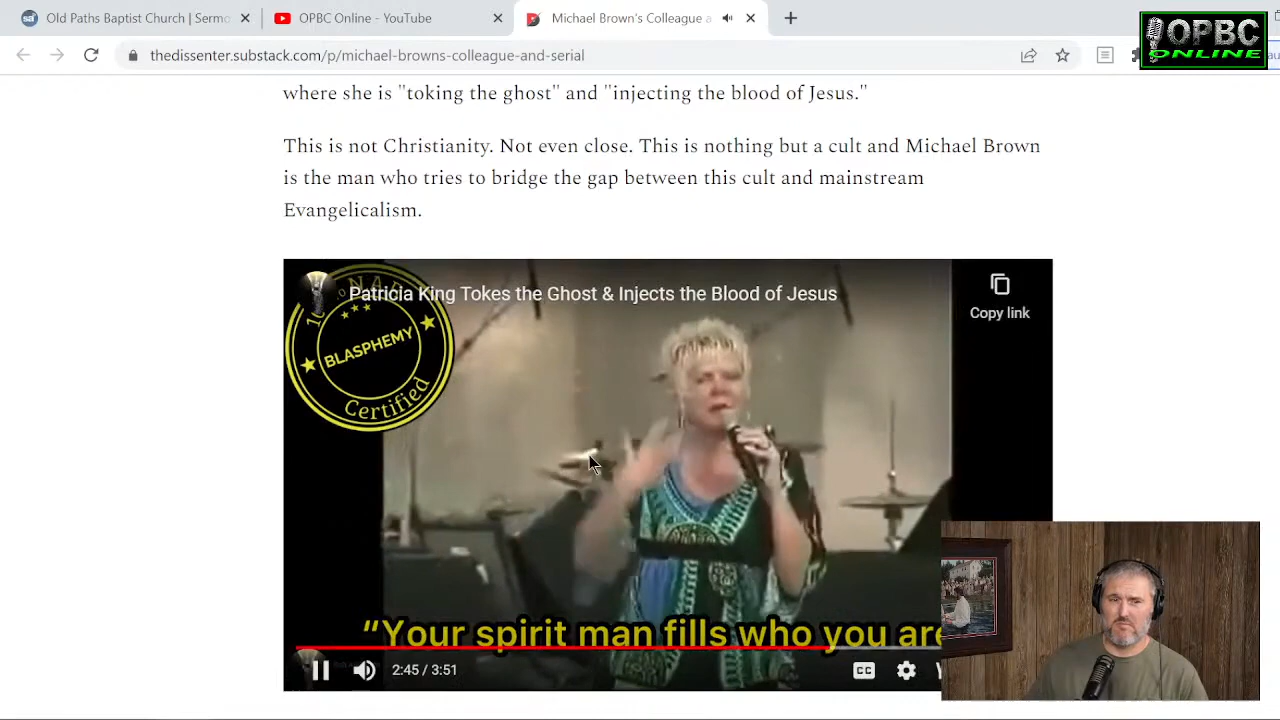 Old Paths Baptist Church | Sermo
OPBC Online - YouTube
Michael Brown's Colleague a
OPBC
ONLINE
thedissenter.substack.com/p/michael-browns-colleague-and-serial
where she is "toking the ghost" and "injecting the blood of Jesus."
This is not Christianity. Not even close. This is nothing but a cult and Michael Brown
is the man who tries to bridge the gap between this cult and mainstream
Evangelicalism.
Patricia King Tokes the Ghost & Injects the Blood of Jesus
Copy link
BLASPHEMY
Certified
“Your spirit man fills who you are
2:45 / 3:51
CC